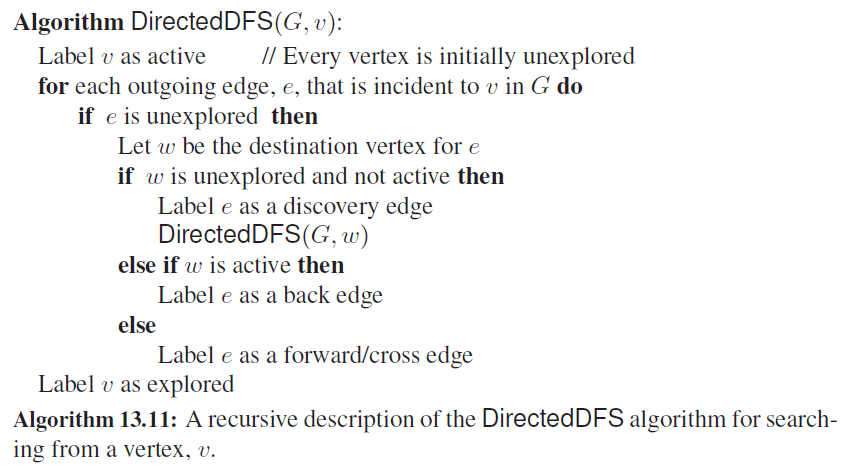 Algorithm DirectedDFS(G, v):
Label v as active // Every vertex is initially unexplored
for each outgoing edge, e, that is incident to v in G do
if e is unexplored then
Let w be the destination vertex for e
if w is unexplored and not active then
Label e as a discovery edge
DirectedDFS(G, w)
else if w is active then
Label e as a back edge
else
Label e as a forward/cross edge
Label v as explored
Algorithm 13.11: A recursive description of the DirectedDFS algorithm for search-
ing from a vertex, v.